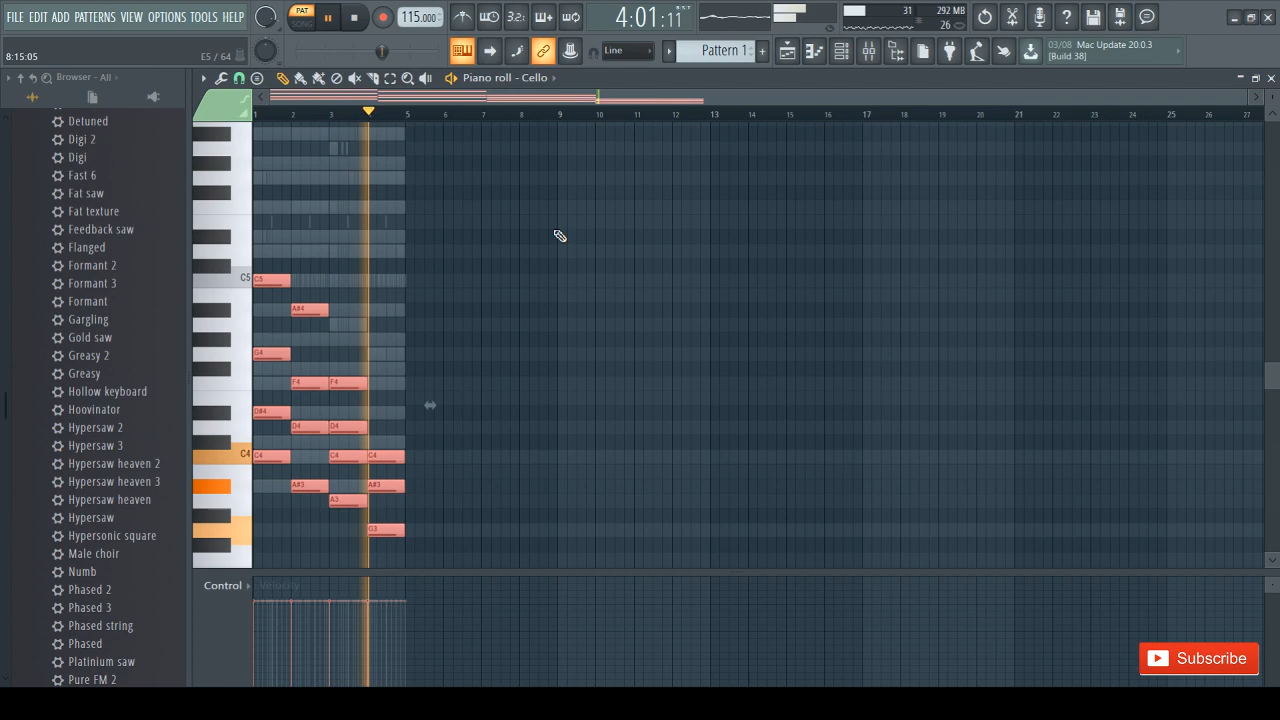 FILE EDIT ADD PATTERNS VIEW OPTIONS TOOLS HELP
PAT
SONG
115.000
3.2.
4:01:11
B:S:T
31
292 MB
26
8:15:05
E5 / 64
Line
Pattern 1
03/08 Mac Update 20.0.3
[Build 38]
Browser - All
Piano roll - Cello
1 2 3 4 5 6 7 8 9 10 11 12 13 14 15 16 17 18 19 20 21 22 23 24 25 26 27
Detuned
Digi 2
Digi
Fast 6
Fat saw
Fat texture
Feedback saw
Flanged
Formant 2
Formant 3
Formant
Gargling
Gold saw
Greasy 2
Greasy
Hollow keyboard
Hoovinator
Hypersaw 2
Hypersaw 3
Hypersaw heaven 2
Hypersaw heaven 3
Hypersaw heaven
Hypersaw
Hypersonic square
Male choir
Numb
Phased 2
Phased 3
Phased string
Phased
Platinium saw
Pure FM 2
C5
C5
A#4
G4
F4 F4
D#4
D4 D4
C4
C4 C4 C4
A#3 A#3
A3
G3
Control
Velocity
Subscribe